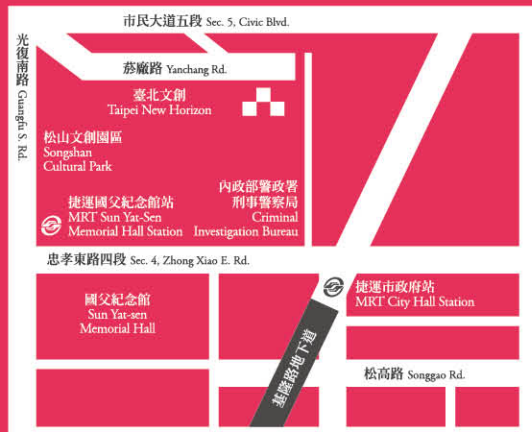 市民大道五段 Sec. 5, Civic Blvd.
光復南路 Guangfu S. Rd.
菸廠路 Yanchang Rd.
臺北文創
Taipei New Horizon
松山文創園區
Songshan
Cultural Park
捷運國父紀念館站
MRT Sun Yat-Sen
Memorial Hall Station
內政部警政署
刑事警察局
Criminal
Investigation Bureau
忠孝東路四段 Sec. 4, Zhong Xiao E. Rd.
國父紀念館
Sun Yat-sen
Memorial Hall
捷運市政府站
MRT City Hall Station
基隆路地下道
松高路 Songgao Rd.